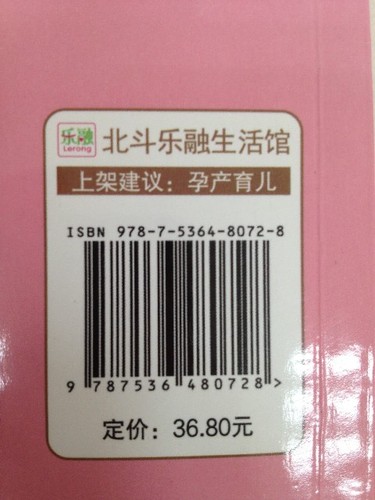 乐融 北斗乐融生活馆
Lerong
上架建议：孕产育儿
ISBN 978-7-5364-8072-8
9 787536 480728 >
定价：36.80元